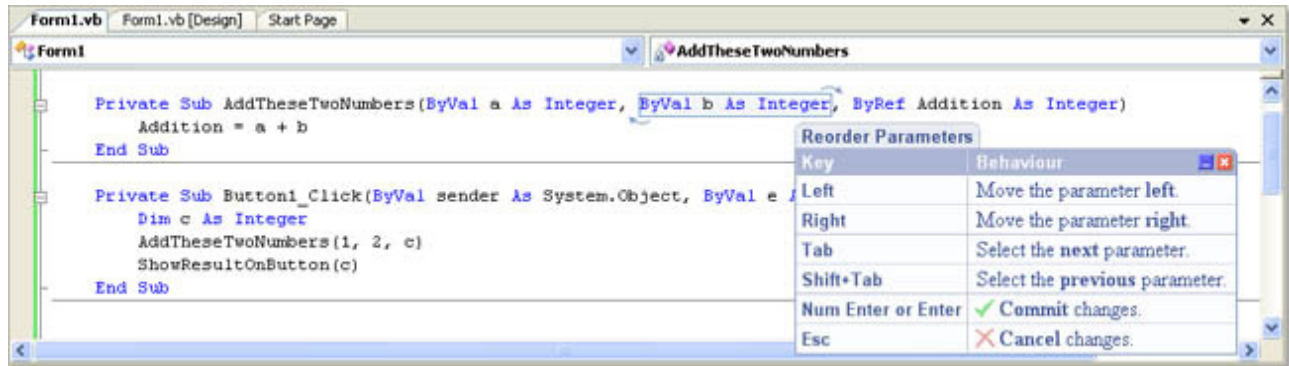 Form1.vb Form1.vb [Design] Start Page
Form1 AddTheseTwoNumbers
Private Sub AddTheseTwoNumbers(ByVal a As Integer, ByVal b As Integer, ByRef Addition As Integer)
Addition = a + b
End Sub
Private Sub Button1_Click(ByVal sender As System.Object, ByVal e
Dim c As Integer
AddTheseTwoNumbers(1, 2, c)
ShowResultOnButton(c)
End Sub
Reorder Parameters
Key Behaviour
Left Move the parameter left.
Right Move the parameter right.
Tab Select the next parameter.
Shift+Tab Select the previous parameter.
Num Enter or Enter Commit changes.
Esc Cancel changes.